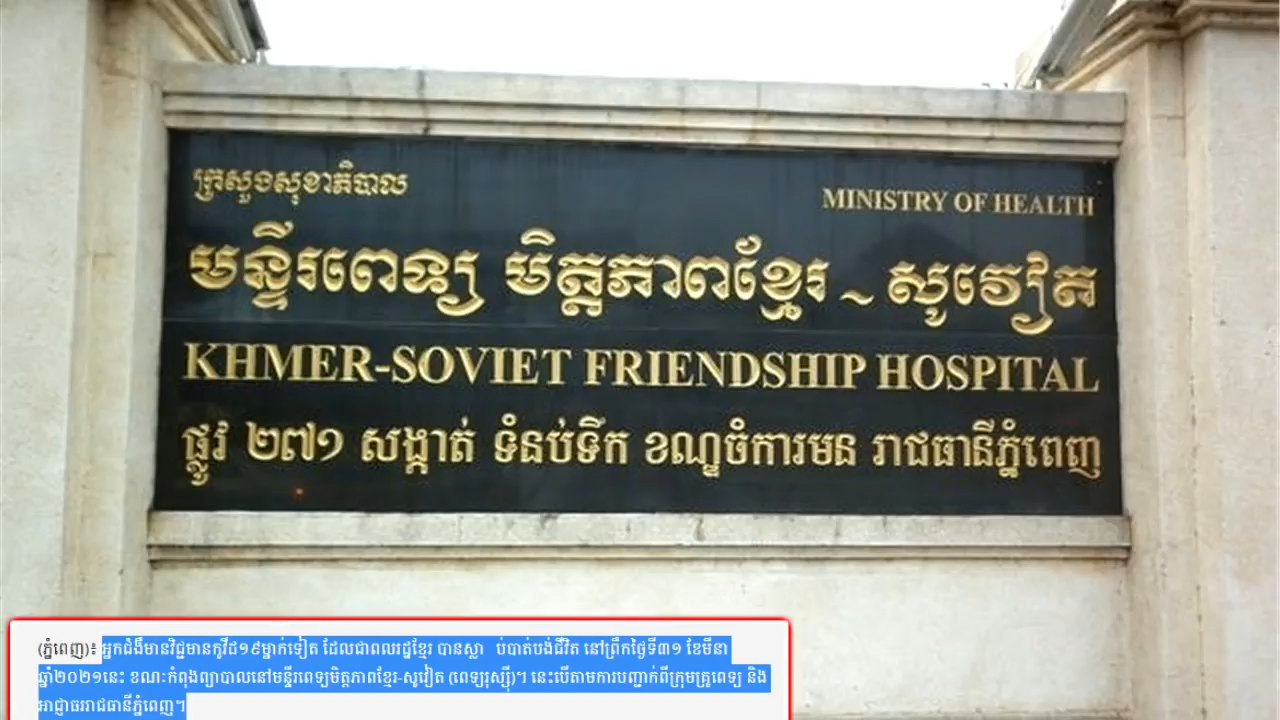 ក្រសួងសុខាភិបាល
MINISTRY OF HEALTH
មន្ទីរពេទ្យ មិត្តភាពខ្មែរ ~ សូវៀត
KHMER-SOVIET FRIENDSHIP HOSPITAL
ផ្លូវ ២៧១ សង្កាត់ ទំនប់ទឹក ខណ្ឌចំការមន រាជធានីភ្នំពេញ
(ភ្នំពេញ)៖ អ្នកជំងឺមានវិជ្ជមានកូវីដ១៩ម្នាក់ទៀត ដែលជាពលរដ្ឋខ្មែរ បានស្លា ប់បាត់បង់ជីវិត នៅព្រឹកថ្ងៃទី៣១ ខែមីនា
ឆ្នាំ២០២១នេះ ខណៈកំពុងព្យាបាលនៅមន្ទីរពេទ្យមិត្តភាពខ្មែរ-សូវៀត (ពេទ្យរុស្ស៊ី)។ នេះបើតាមការបញ្ជាក់ពីក្រុមគ្រូពេទ្យ និង
អាជ្ញាធររាជធានីភ្នំពេញ។